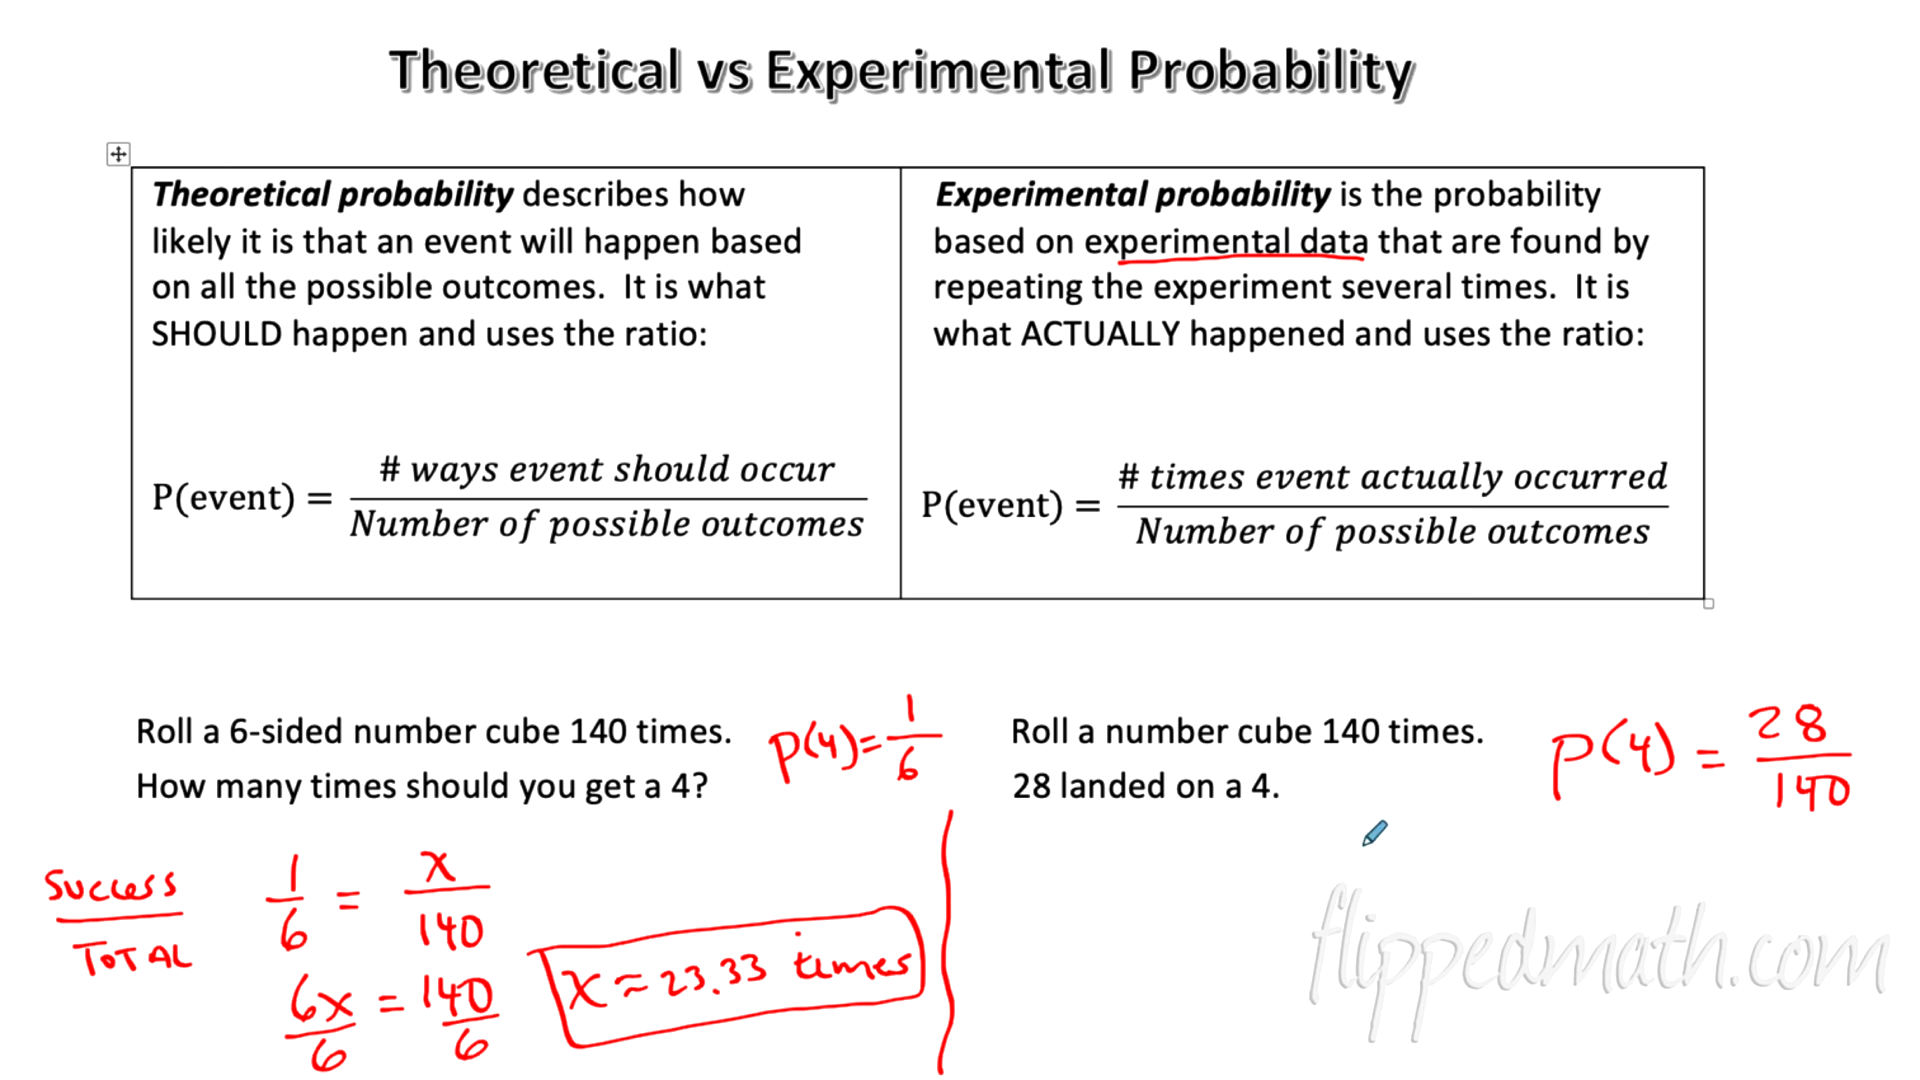 Theoretical vs Experimental Probability
Theoretical probability describes how
likely it is that an event will happen based
on all the possible outcomes. It is what
SHOULD happen and uses the ratio:
P(event) = # ways event should occur / Number of possible outcomes
Experimental probability is the probability
based on experimental data that are found by
repeating the experiment several times. It is
what ACTUALLY happened and uses the ratio:
P(event) = # times event actually occurred / Number of possible outcomes
Roll a 6-sided number cube 140 times.
How many times should you get a 4?
P(4) = 1/6
Success / TOTAL
1/6 = x/140
6x/6 = 140/6
x ≈ 23.33 times
Roll a number cube 140 times.
28 landed on a 4.
P(4) = 28/140
flippedmath.com